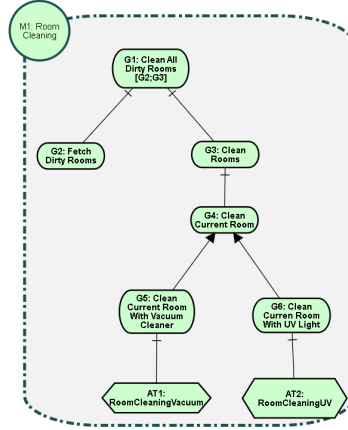 M1: Room
Cleaning
G1: Clean All
Dirty Rooms
[G2;G3]
G2: Fetch
Dirty Rooms
G3: Clean
Rooms
G4: Clean
Current Room
G5: Clean
Current Room
With Vacuum
Cleaner
G6: Clean
Curren Room
With UV Light
AT1:
RoomCleaningVacuum
AT2:
RoomCleaningUV